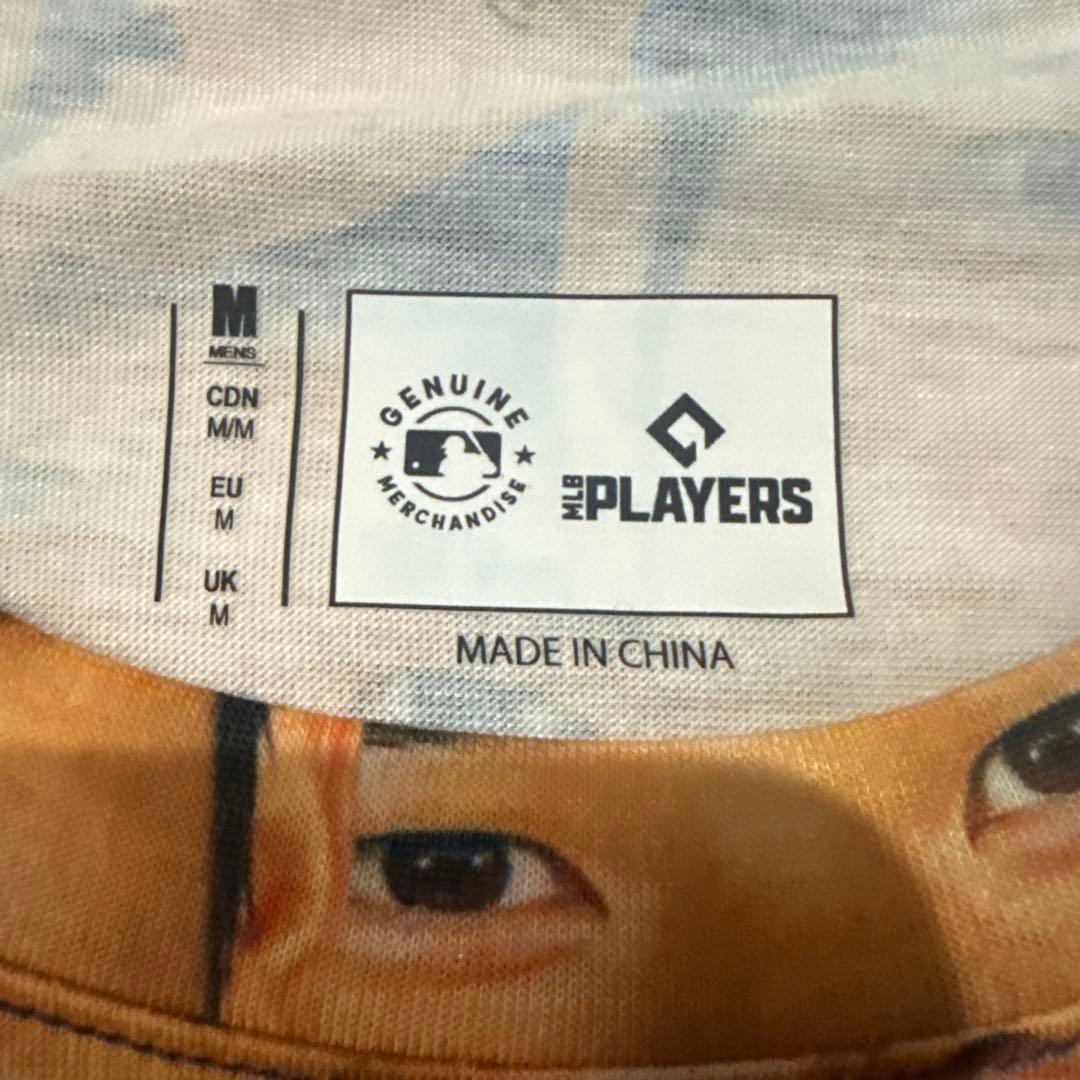 M
MENS
CDN
M/M
EU
M
UK
M
GENUINE
MERCHANDISE
MLB PLAYERS
MADE IN CHINA